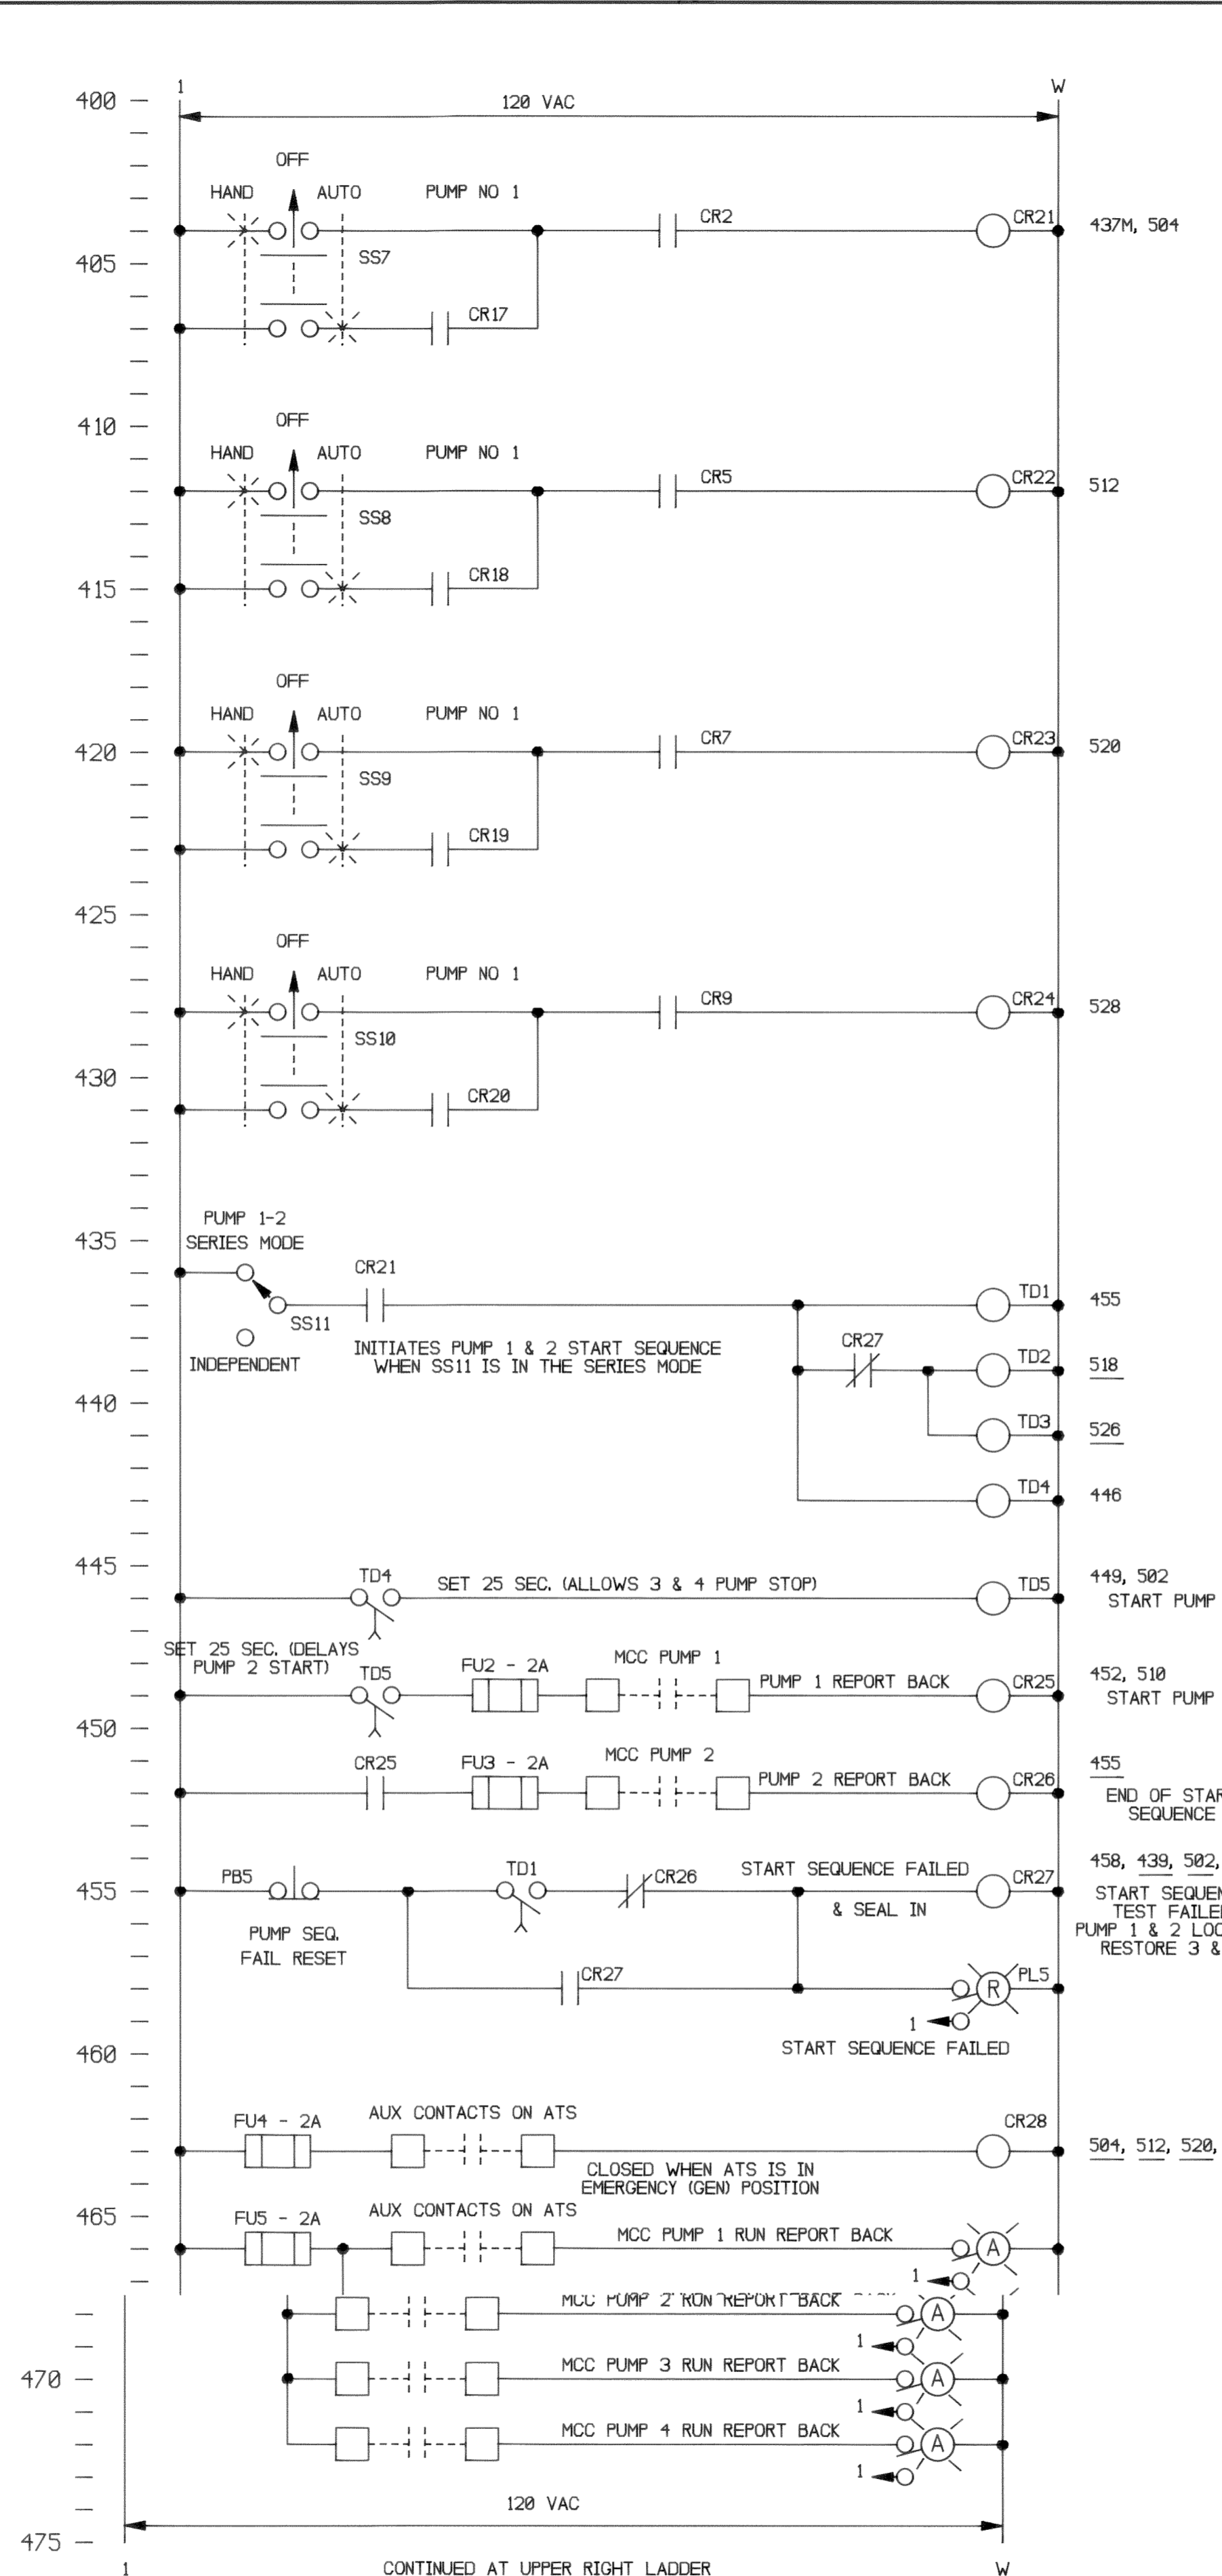 1 W
400
120 VAC
OFF
HAND AUTO PUMP NO 1
CR2 CR21 437M, 504
SS7
405
CR17
OFF
410
HAND AUTO PUMP NO 1
CR5 CR22 512
SS8
CR18
415
OFF
HAND AUTO PUMP NO 1
420 CR7 CR23 520
SS9
CR19
425
OFF
HAND AUTO PUMP NO 1
CR9 CR24 528
SS10
430
CR20
PUMP 1-2
435 SERIES MODE
CR21
TD1 455
SS11
INDEPENDENT
INITIATES PUMP 1 & 2 START SEQUENCE
WHEN SS11 IS IN THE SERIES MODE
CR27
TD2 518
440
TD3 526
TD4 446
445
TD4 SET 25 SEC. (ALLOWS 3 & 4 PUMP STOP) TD5 449, 502
START PUMP
SET 25 SEC. (DELAYS
PUMP 2 START)
TD5 FU2 - 2A MCC PUMP 1 PUMP 1 REPORT BACK CR25 452, 510
START PUMP
450
CR25 FU3 - 2A MCC PUMP 2 PUMP 2 REPORT BACK CR26 455
END OF
SEQUENCE
455 PB5 TD1 CR26 START SEQUENCE FAILED CR27 458, 439, 502,
& SEAL IN
PUMP SEQ.
FAIL RESET
START
TEST
PUMP 1 & 2
RESTORE 3 &
CR27 R PL5
1
START SEQUENCE FAILED
460
FU4 - 2A AUX CONTACTS ON ATS CR28
504, 512, 520,
CLOSED WHEN ATS IS IN
EMERGENCY (GEN) POSITION
465
FU5 - 2A AUX CONTACTS ON ATS MCC PUMP 1 RUN REPORT BACK A
1
MCC PUMP 2 RUN REPORT BACK A
1
470 MCC PUMP 3 RUN REPORT BACK A
1
MCC PUMP 4 RUN REPORT BACK A
1
120 VAC
475
1 CONTINUED AT UPPER RIGHT LADDER W